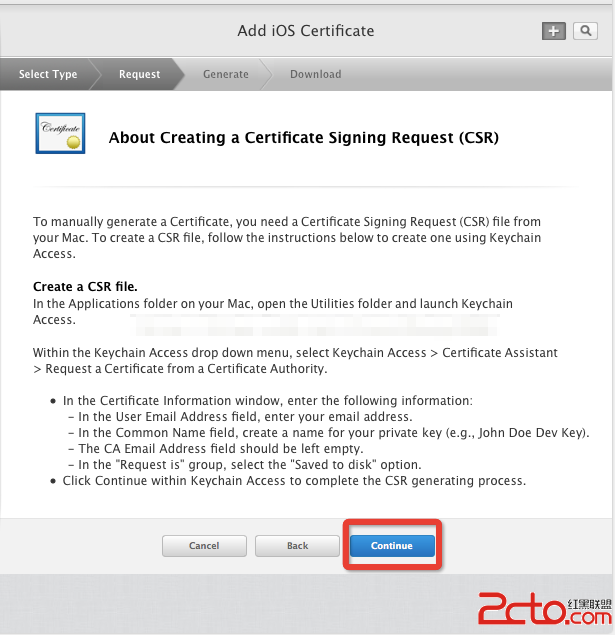 Add iOS Certificate
Select Type
Request
Generate
Download
Certificate
About Creating a Certificate Signing Request (CSR)
To manually generate a Certificate, you need a Certificate Signing Request (CSR) file from
your Mac. To create a CSR file, follow the instructions below to create one using Keychain
Access.
Create a CSR file.
In the Applications folder on your Mac, open the Utilities folder and launch Keychain
Access.
Within the Keychain Access drop down menu, select Keychain Access > Certificate Assistant
> Request a Certificate from a Certificate Authority.
• In the Certificate Information window, enter the following information:
– In the User Email Address field, enter your email address.
– In the Common Name field, create a name for your private key (e.g., John Doe Dev Key).
– The CA Email Address field should be left empty.
– In the "Request is" group, select the "Saved to disk" option.
• Click Continue within Keychain Access to complete the CSR generating process.
Cancel
Back
Continue
2cto.com
红黑联盟